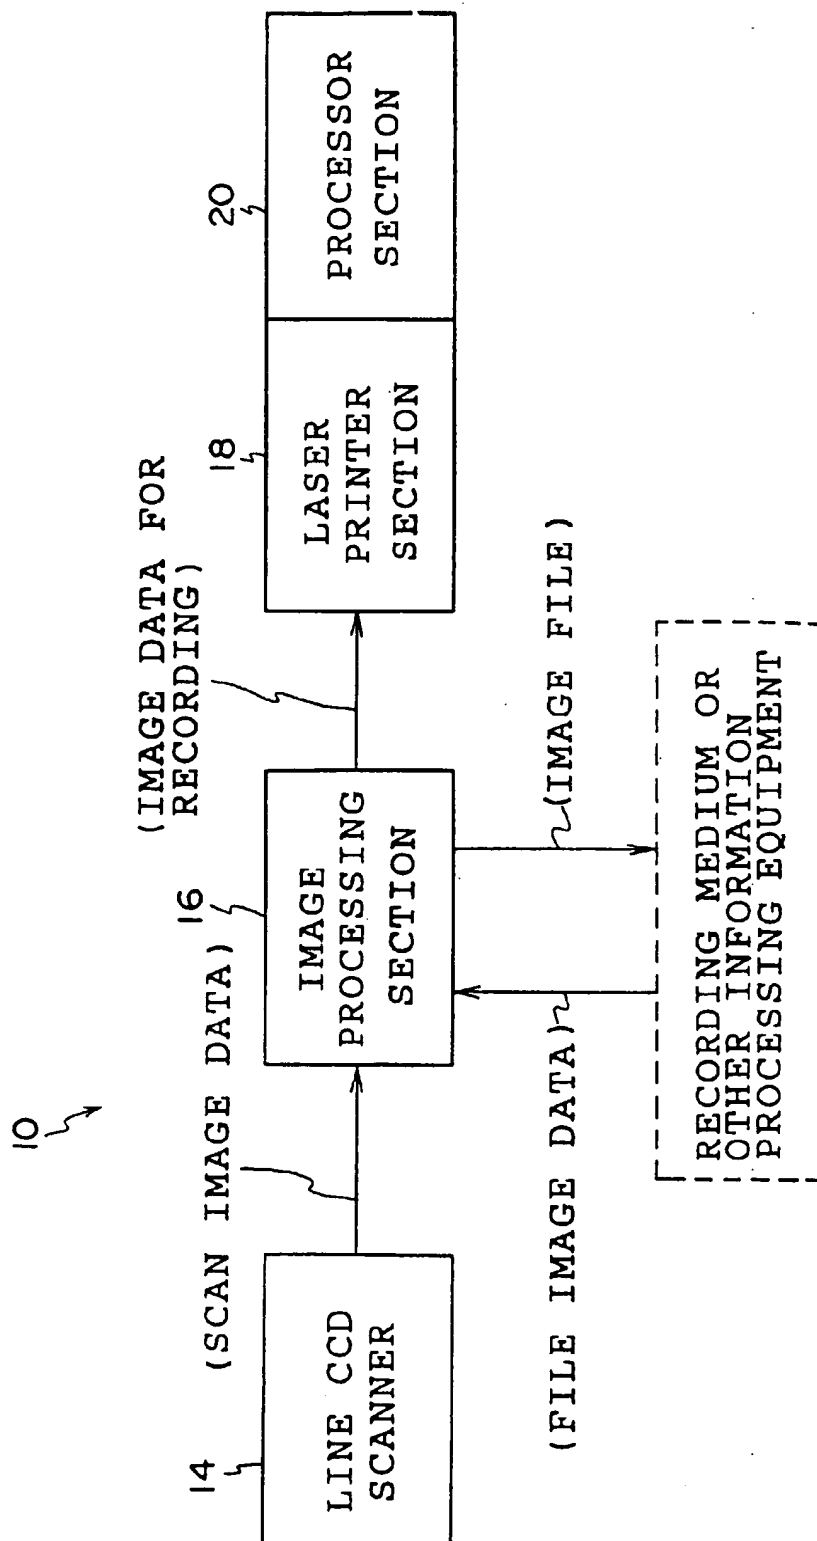 10
14
LINE CCD
SCANNER
(SCAN IMAGE DATA)
16
IMAGE
PROCESSING
SECTION
(IMAGE DATA FOR
RECORDING)
18
LASER
PRINTER
SECTION
20
PROCESSOR
SECTION
(FILE IMAGE DATA)
(IMAGE FILE)
RECORDING MEDIUM OR
OTHER INFORMATION
PROCESSING EQUIPMENT